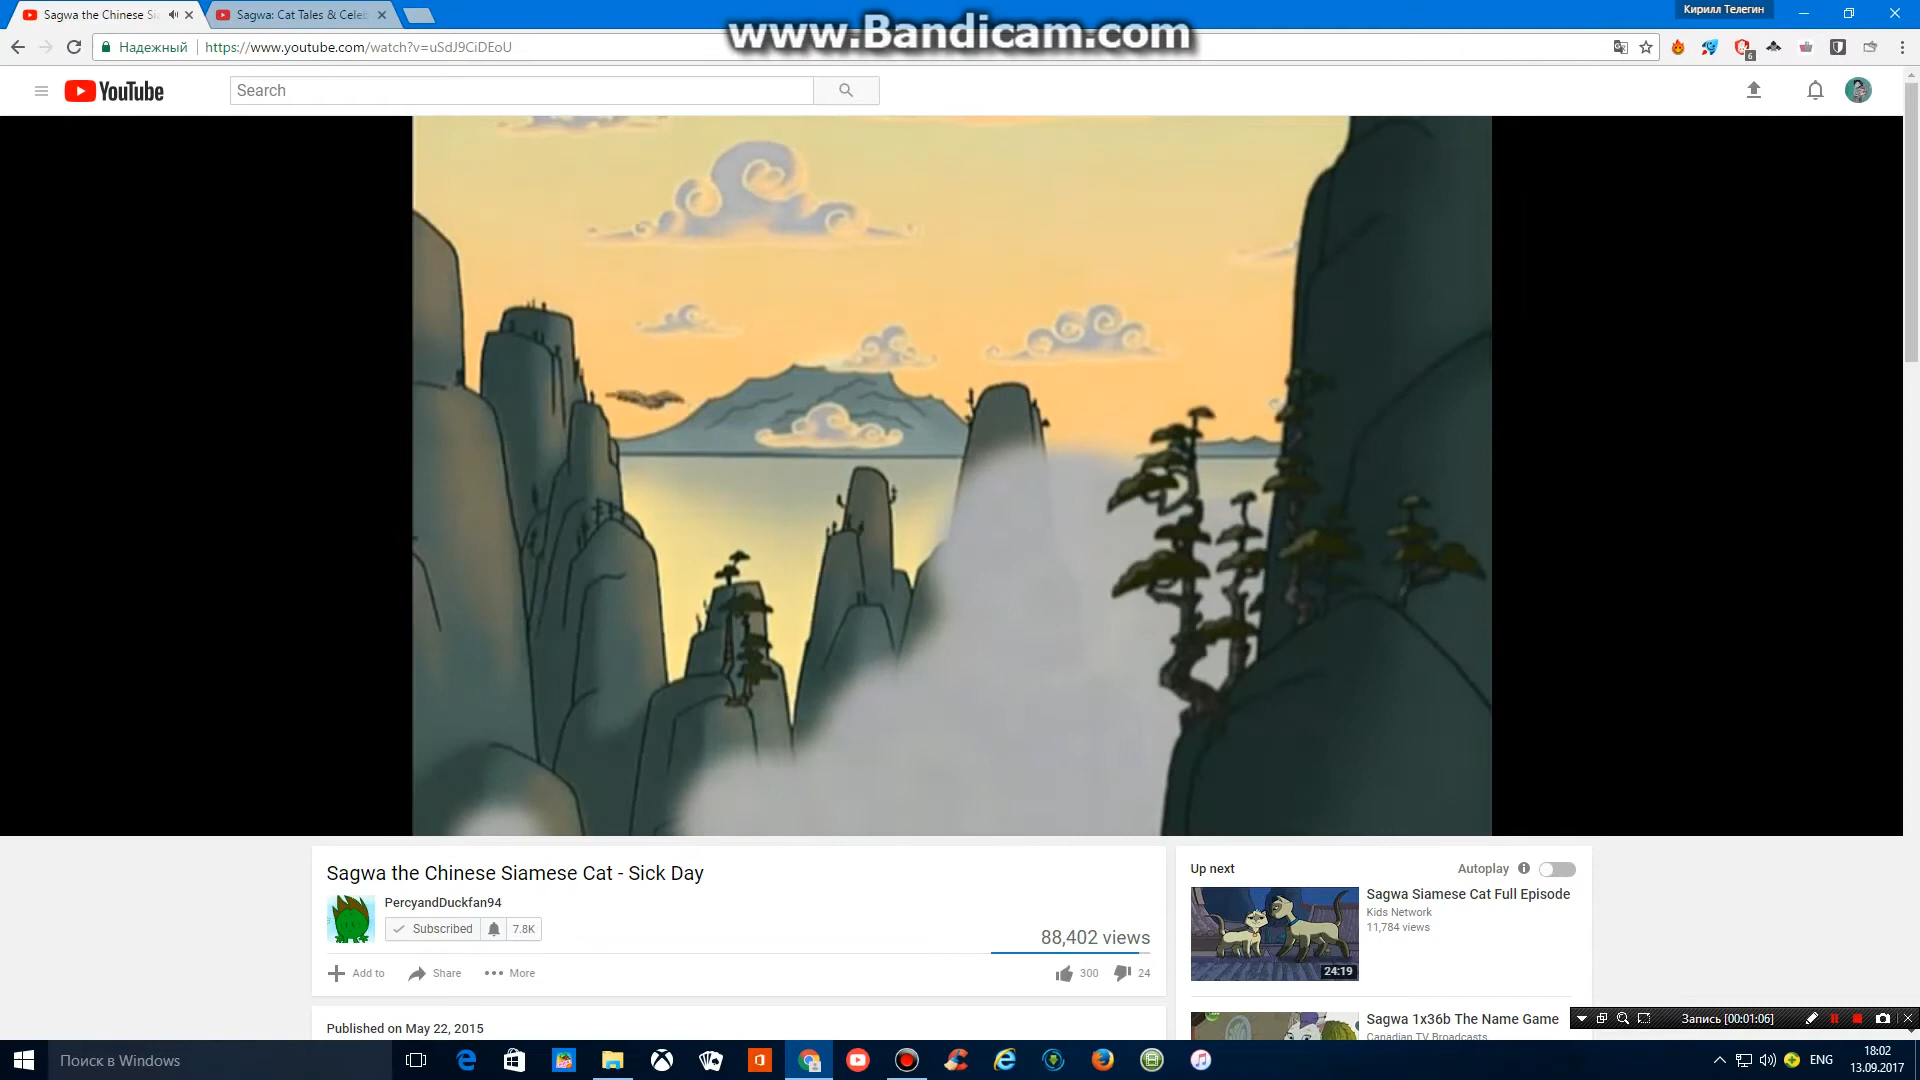 Sagwa the Chinese Si
Sagwa: Cat Tales & Celeb
www.Bandicam.com
Кирилл Телегин
Надежный
https://www.youtube.com/watch?v=uSdJ9CiDEoU
6
YouTube
Search
Sagwa the Chinese Siamese Cat - Sick Day
PercyandDuckfan94
Subscribed
7.8K
88,402 views
Add to
Share
More
300
24
Published on May 22, 2015
Up next
Autoplay
Sagwa Siamese Cat Full Episode
Kids Network
11,784 views
24:19
Sagwa 1x36b The Name Game
Canadian TV Broadcasts
Запись [00:01:06]
Поиск в Windows
ENG
18:02
13.09.2017